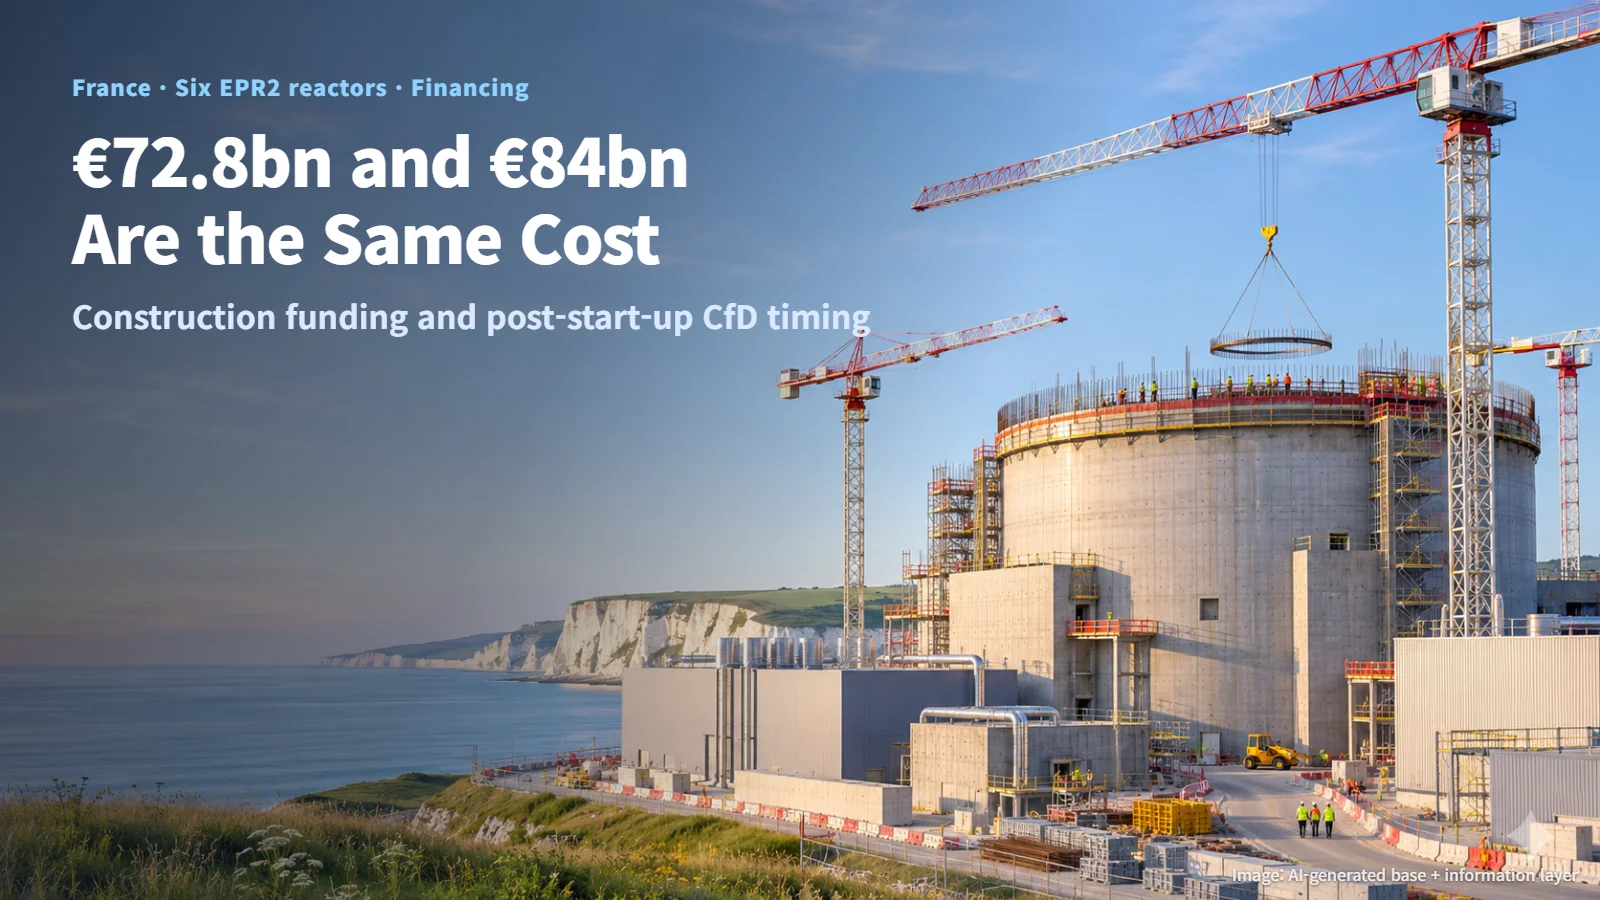 France · Six EPR2 reactors · Financing
€72.8bn and €84bn
Are the Same Cost
Construction funding and post-start-up CfD timing
Image: AI-generated base + information layer